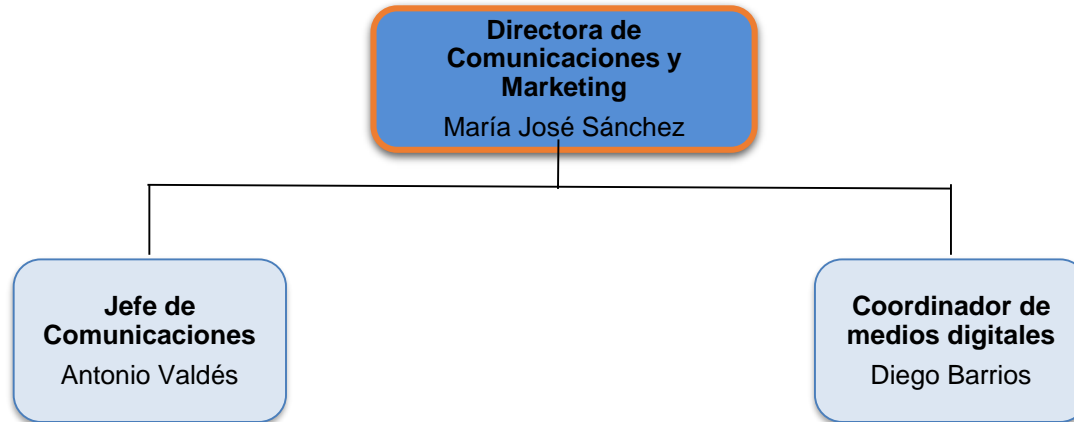 Directora de
Comunicaciones y
Marketing
María José Sánchez
Jefe de
Comunicaciones
Antonio Valdés
Coordinador de
medios digitales
Diego Barrios